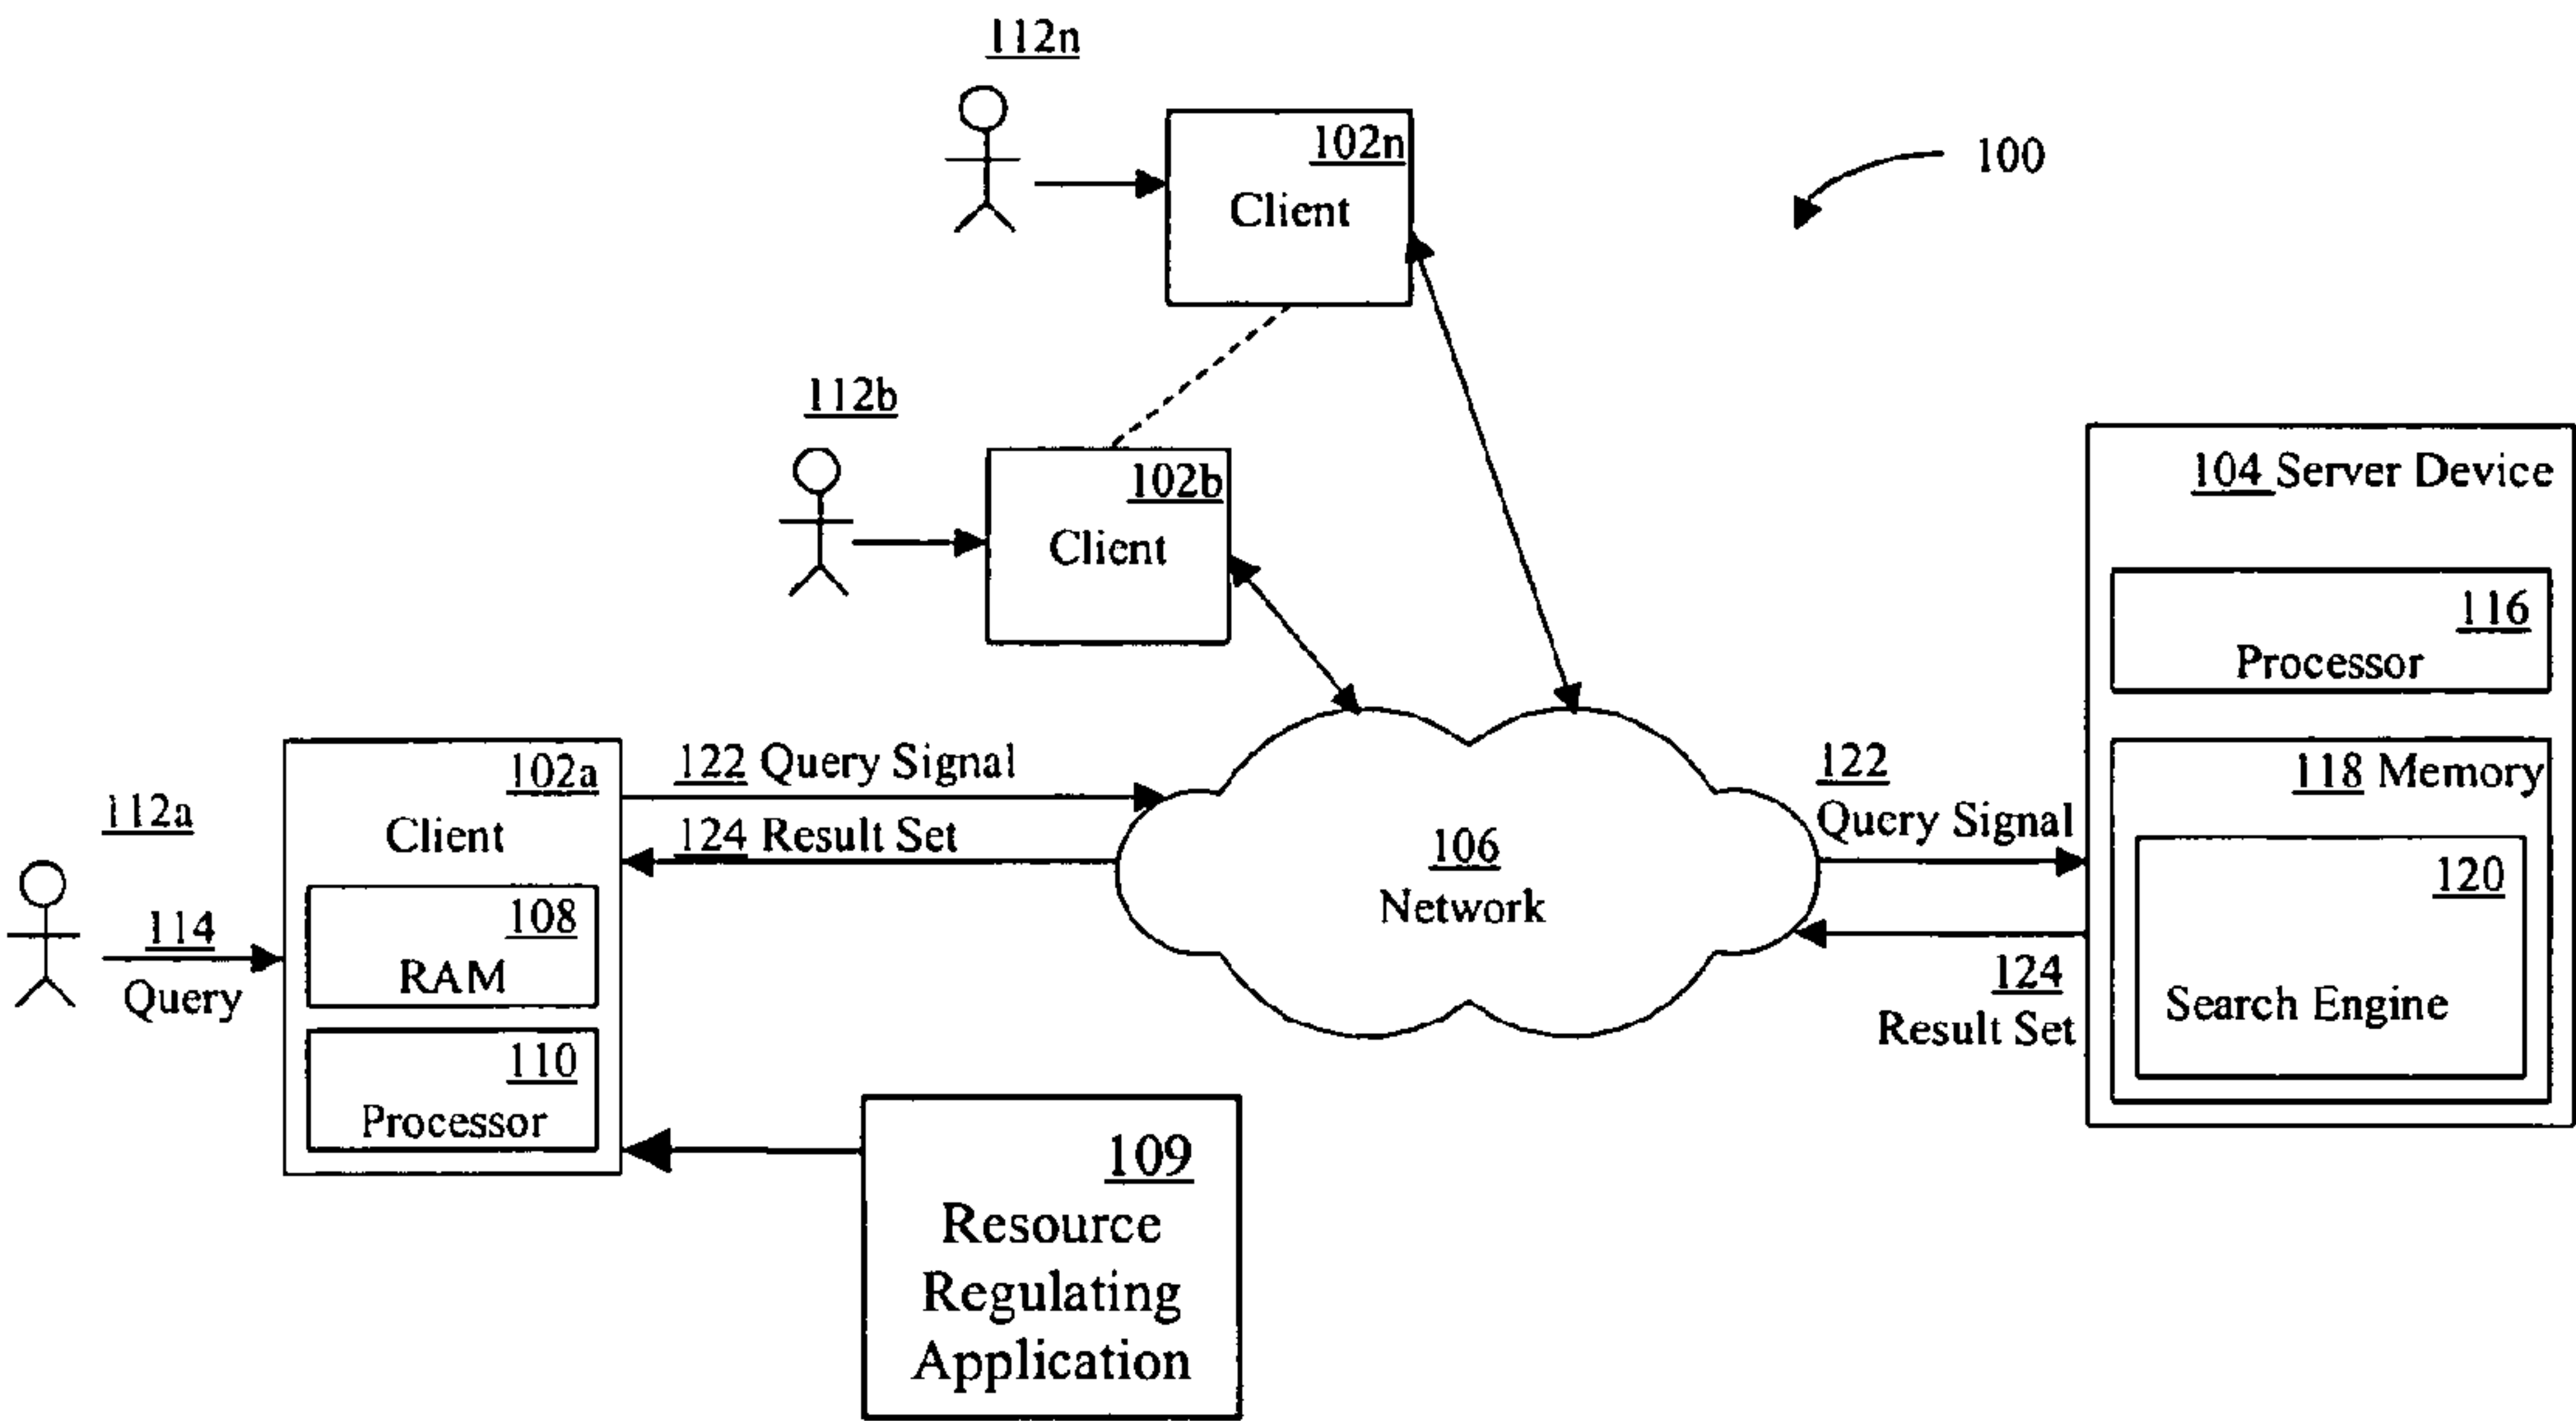 112n
102n
Client
100
112b
102b
Client
104 Server Device
116
Processor
118 Memory
120
Search Engine
112a
102a
Client
108
RAM
110
Processor
114
Query
122 Query Signal
124 Result Set
106
Network
122
Query Signal
124
Result Set
109
Resource
Regulating
Application